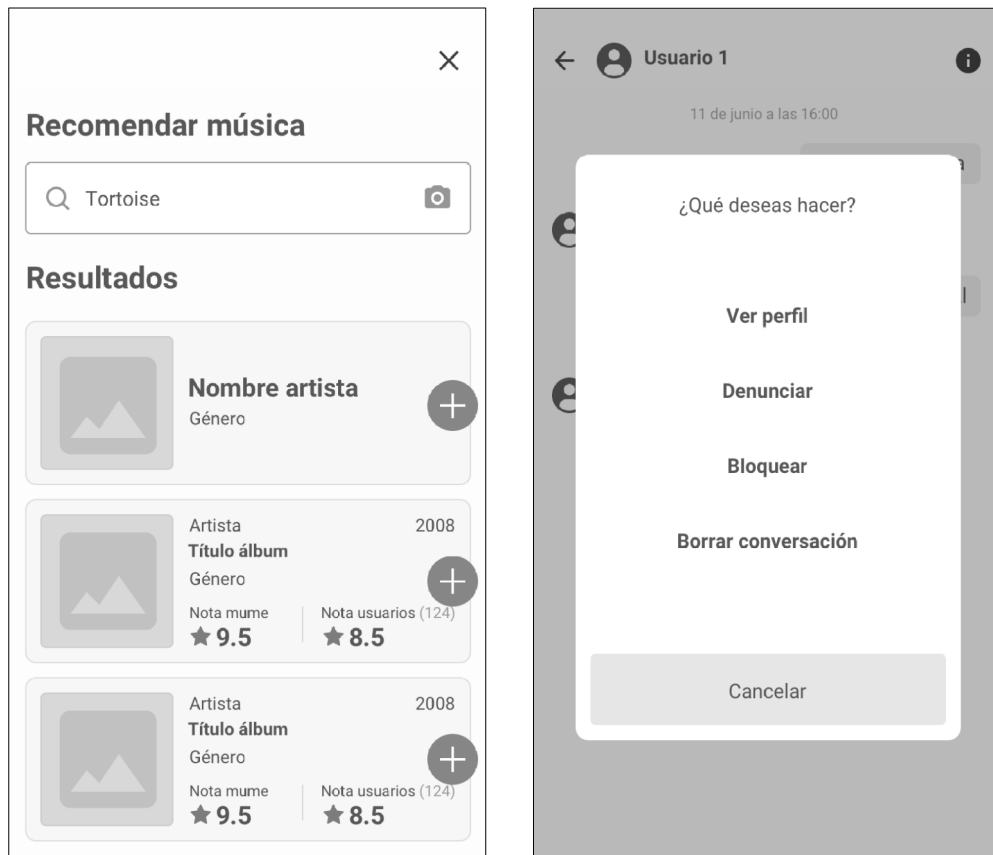 Recomendar música
Tortoise
Resultados
Nombre artista
Género
Artista 2008
Título álbum
Género
Nota mume Nota usuarios (124)
9.5 8.5
Artista 2008
Título álbum
Género
Nota mume Nota usuarios (124)
9.5 8.5
Usuario 1
11 de junio a las 16:00
a
¿Qué deseas hacer?
l
Ver perfil
Denunciar
Bloquear
Borrar conversación
Cancelar